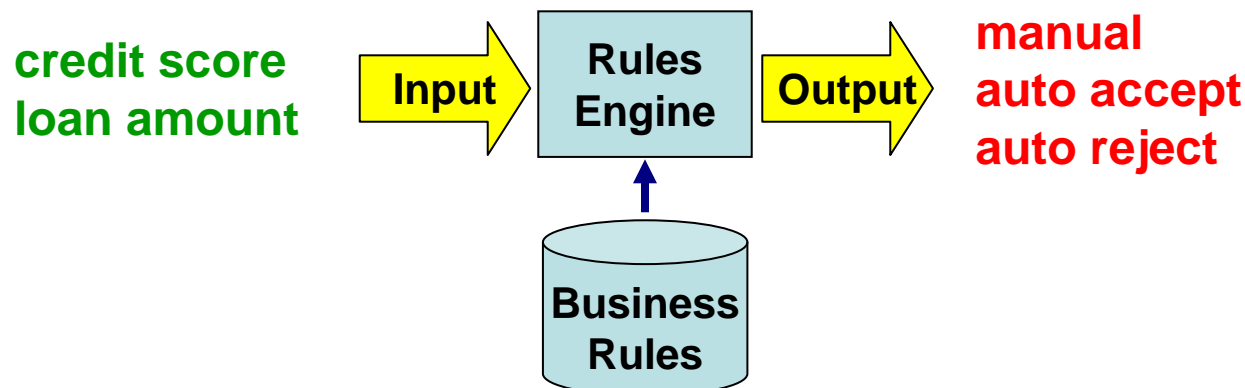 credit score
loan amount
Input
Rules
Engine
Output
manual
auto accept
auto reject
Business
Rules